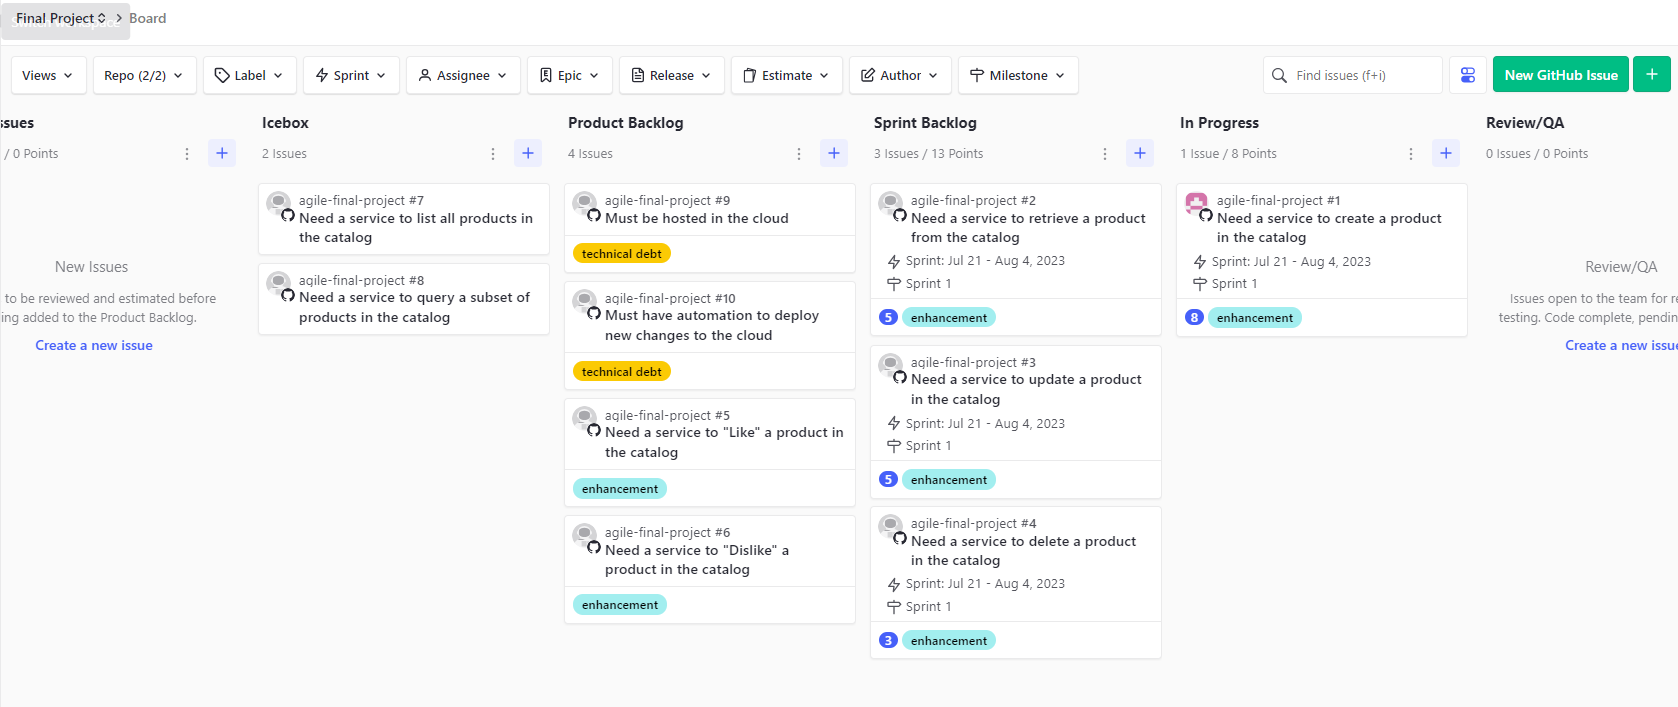 Final Project > Board
Views
Repo (2/2)
Label
Sprint
Assignee
Epic
Release
Estimate
Author
Milestone
Find issues (f+i)
New GitHub Issue
+
ssues
/ 0 Points
New Issues
to be reviewed and estimated before
ing added to the Product Backlog.
Create a new issue
Icebox
2 Issues
agile-final-project #7
Need a service to list all products in
the catalog
agile-final-project #8
Need a service to query a subset of
products in the catalog
Product Backlog
4 Issues
agile-final-project #9
Must be hosted in the cloud
technical debt
agile-final-project #10
Must have automation to deploy
new changes to the cloud
technical debt
agile-final-project #5
Need a service to "Like" a product in
the catalog
enhancement
agile-final-project #6
Need a service to "Dislike" a
product in the catalog
enhancement
Sprint Backlog
3 Issues / 13 Points
agile-final-project #2
Need a service to retrieve a product
from the catalog
Sprint: Jul 21 - Aug 4, 2023
Sprint 1
5 enhancement
agile-final-project #3
Need a service to update a product
in the catalog
Sprint: Jul 21 - Aug 4, 2023
Sprint 1
5 enhancement
agile-final-project #4
Need a service to delete a product
in the catalog
Sprint: Jul 21 - Aug 4, 2023
Sprint 1
3 enhancement
In Progress
1 Issue / 8 Points
agile-final-project #1
Need a service to create a product
in the catalog
Sprint: Jul 21 - Aug 4, 2023
Sprint 1
8 enhancement
Review/QA
0 Issues / 0 Points
Review/QA
Issues open to the team for re
testing. Code complete, pendin
Create a new issue